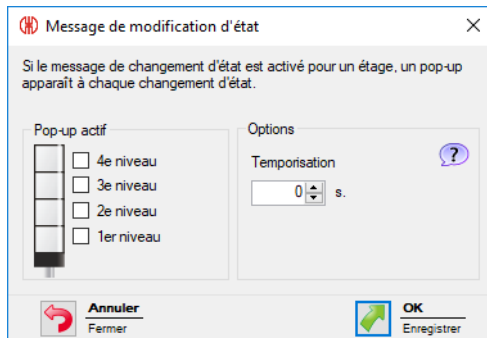 Message de modification d'état
Si le message de changement d'état est activé pour un étage, un pop-up
apparaît à chaque changement d'état.
Pop-up actif
4e niveau
3e niveau
2e niveau
1er niveau
Options
Temporisation
?
0 s.
Annuler
Fermer
OK
Enregistrer